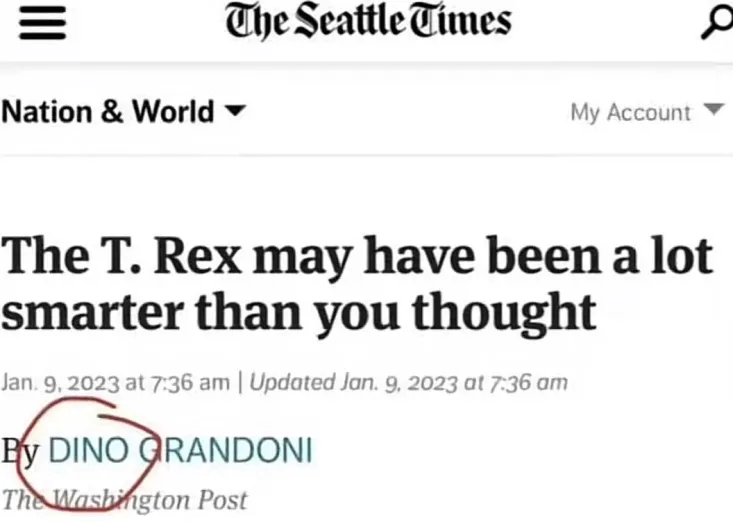 The Seattle Times
Nation & World
My Account
The T. Rex may have been a lot
smarter than you thought
Jan. 9, 2023 at 7:36 am | Updated Jan. 9, 2023 at 7:36 am
By DINO GRANDONI
The Washington Post